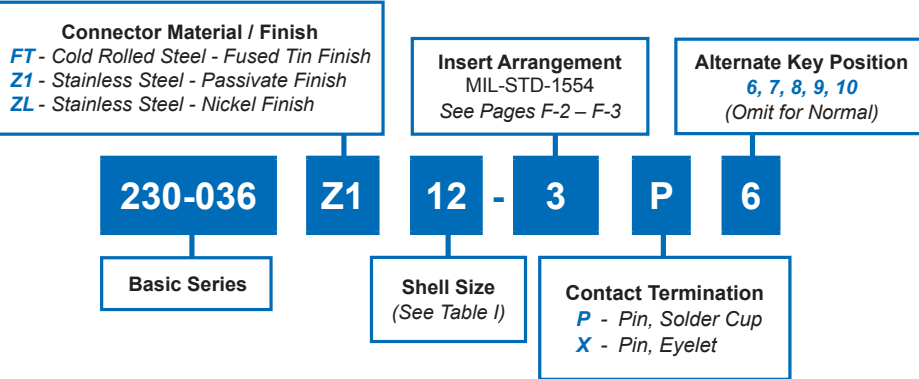 Connector Material / Finish
FT - Cold Rolled Steel - Fused Tin Finish
Z1 - Stainless Steel - Passivate Finish
ZL - Stainless Steel - Nickel Finish
Insert Arrangement
MIL-STD-1554
See Pages F-2 – F-3
Alternate Key Position
6, 7, 8, 9, 10
(Omit for Normal)
230-036 Z1 12 - 3 P 6
Basic Series
Shell Size
(See Table I)
Contact Termination
P - Pin, Solder Cup
X - Pin, Eyelet